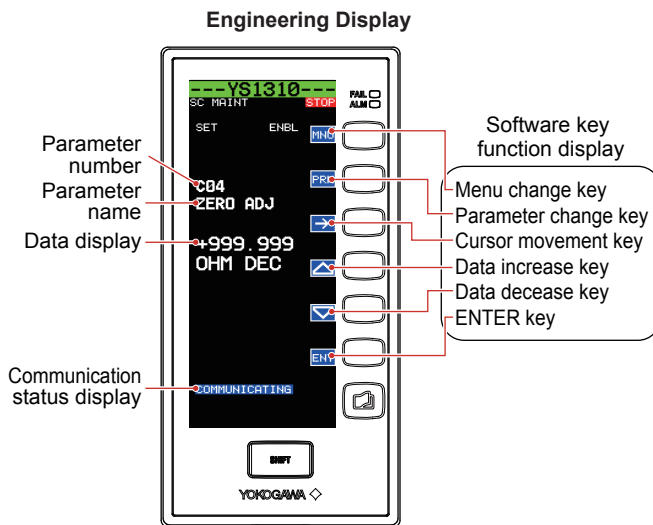 Engineering Display
---YS1310---
SC MAINT STOP
FAIL
ALM
SET ENBL
MNU
PRM
C04
ZERO ADJ
+999.999
OHM DEC
ENT
COMMUNICATING
SHIFT
YOKOGAWA
Parameter
number
Parameter
name
Data display
Communication
status display
Software key
function display
Menu change key
Parameter change key
Cursor movement key
Data increase key
Data decease key
ENTER key